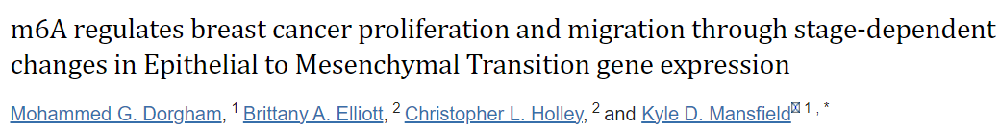 m6A regulates breast cancer proliferation and migration through stage-dependent
changes in Epithelial to Mesenchymal Transition gene expression
Mohammed G. Dorgham, 1 Brittany A. Elliott, 2 Christopher L. Holley, 2 and Kyle D. Mansfield 1 , *